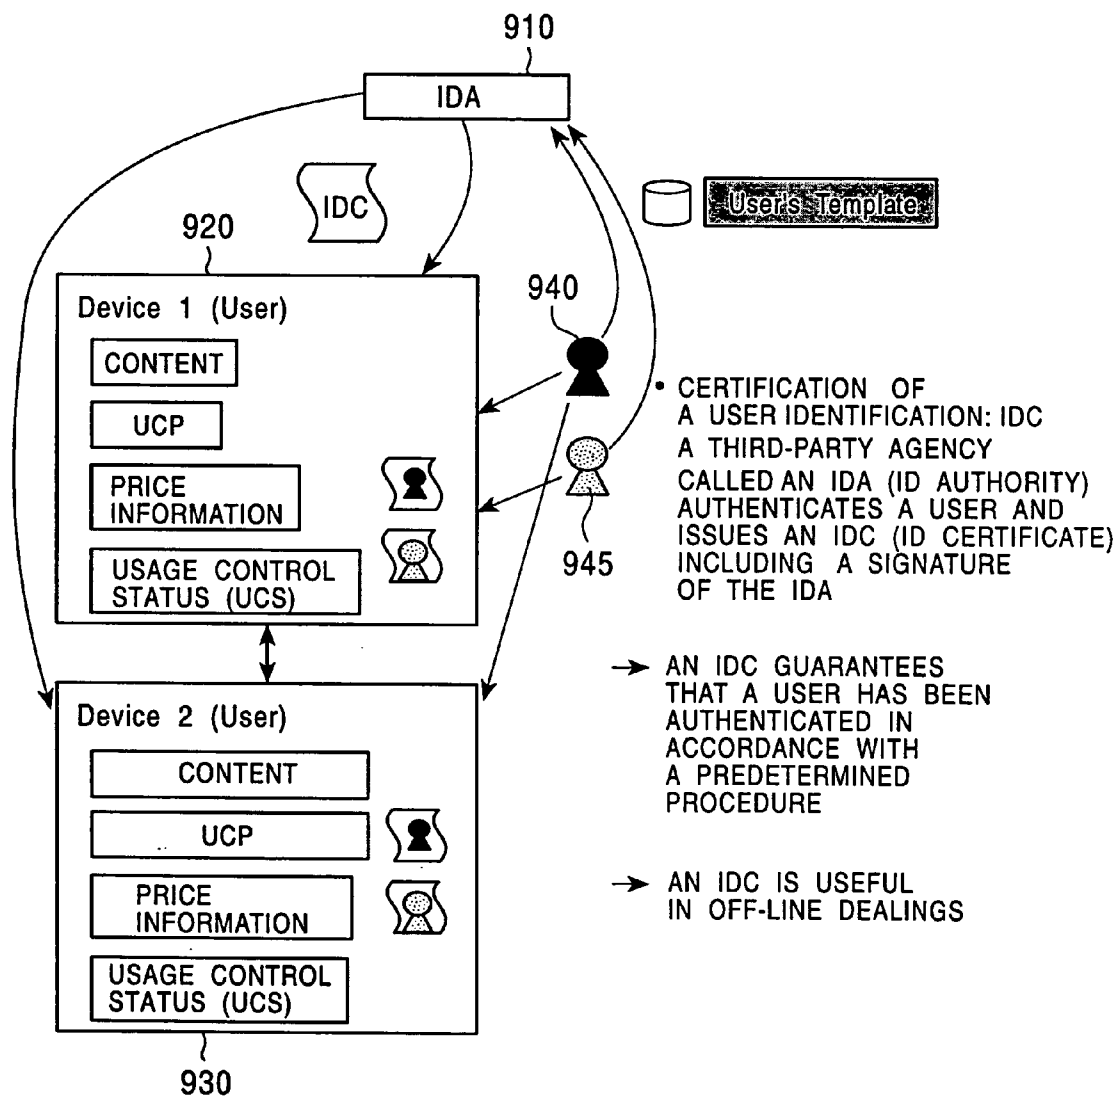 910
IDA
IDC
User's Template
920
Device 1 (User)
CONTENT
UCP
PRICE
INFORMATION
USAGE CONTROL
STATUS (UCS)
940
945
• CERTIFICATION OF
A USER IDENTIFICATION: IDC
A THIRD-PARTY AGENCY
CALLED AN IDA (ID AUTHORITY)
AUTHENTICATES A USER AND
ISSUES AN IDC (ID CERTIFICATE)
INCLUDING A SIGNATURE
OF THE IDA
→ AN IDC GUARANTEES
THAT A USER HAS BEEN
AUTHENTICATED IN
ACCORDANCE WITH
A PREDETERMINED
PROCEDURE
→ AN IDC IS USEFUL
IN OFF-LINE DEALINGS
Device 2 (User)
CONTENT
UCP
PRICE
INFORMATION
USAGE CONTROL
STATUS (UCS)
930